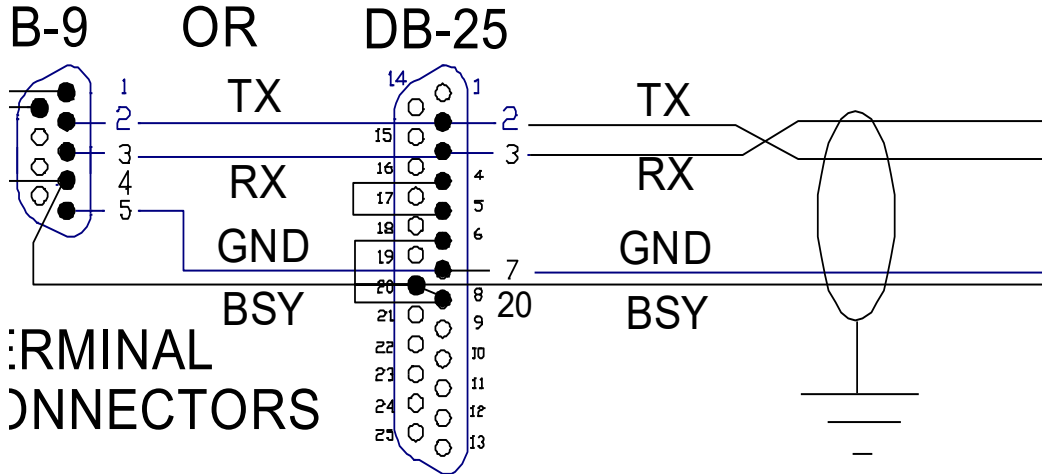 B-9 OR DB-25
14
1 TX 1 TX
2 2
15
3 3
16
4 RX 4 RX
17
5 5
18
6
GND 19 GND
7
20 8 20
BSY 21 9 BSY
ERMINAL 22
10
23
11
ONNECTORS 24
12
25
13